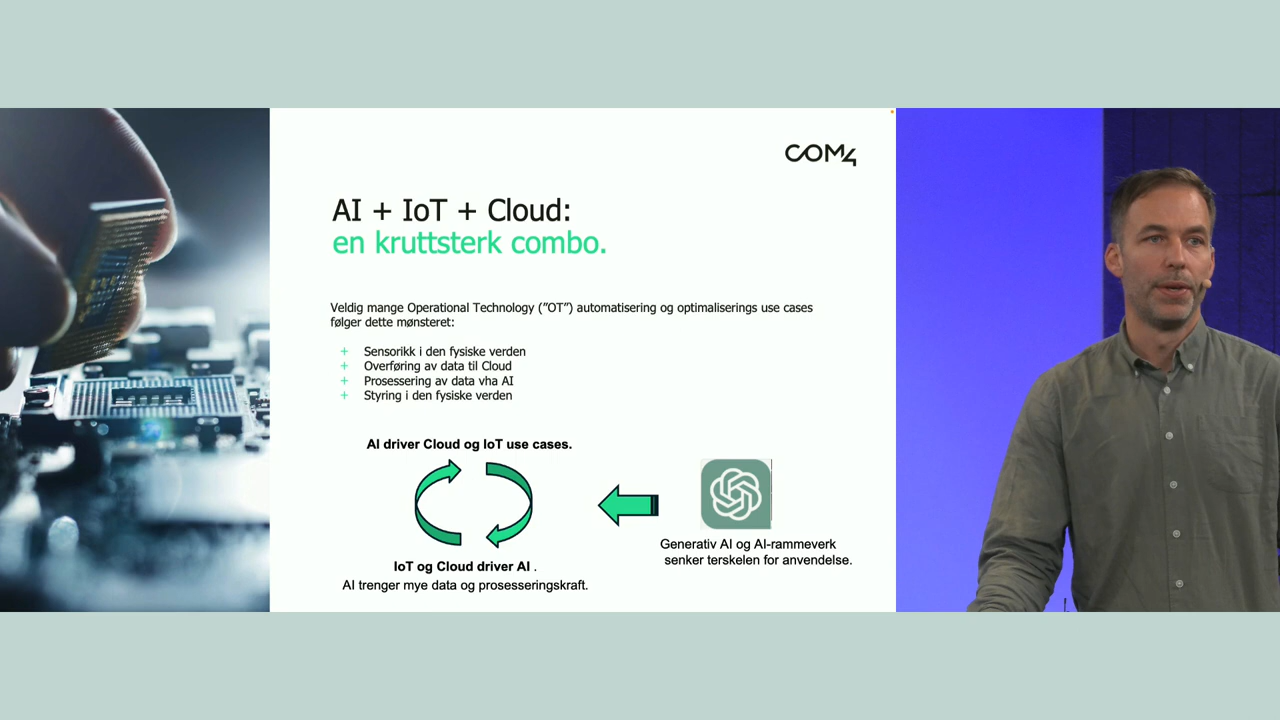 COM4
AI + IoT + Cloud:
en kruttsterk combo.
Veldig mange Operational Technology (”OT”) automatisering og optimaliserings use cases
følger dette mønsteret:
+ Sensorikk i den fysiske verden
+ Overføring av data til Cloud
+ Prosessering av data vha AI
+ Styring i den fysiske verden
AI driver Cloud og IoT use cases.
IoT og Cloud driver AI .
AI trenger mye data og prosesseringskraft.
Generativ AI og AI-rammeverk
senker terskelen for anvendelse.